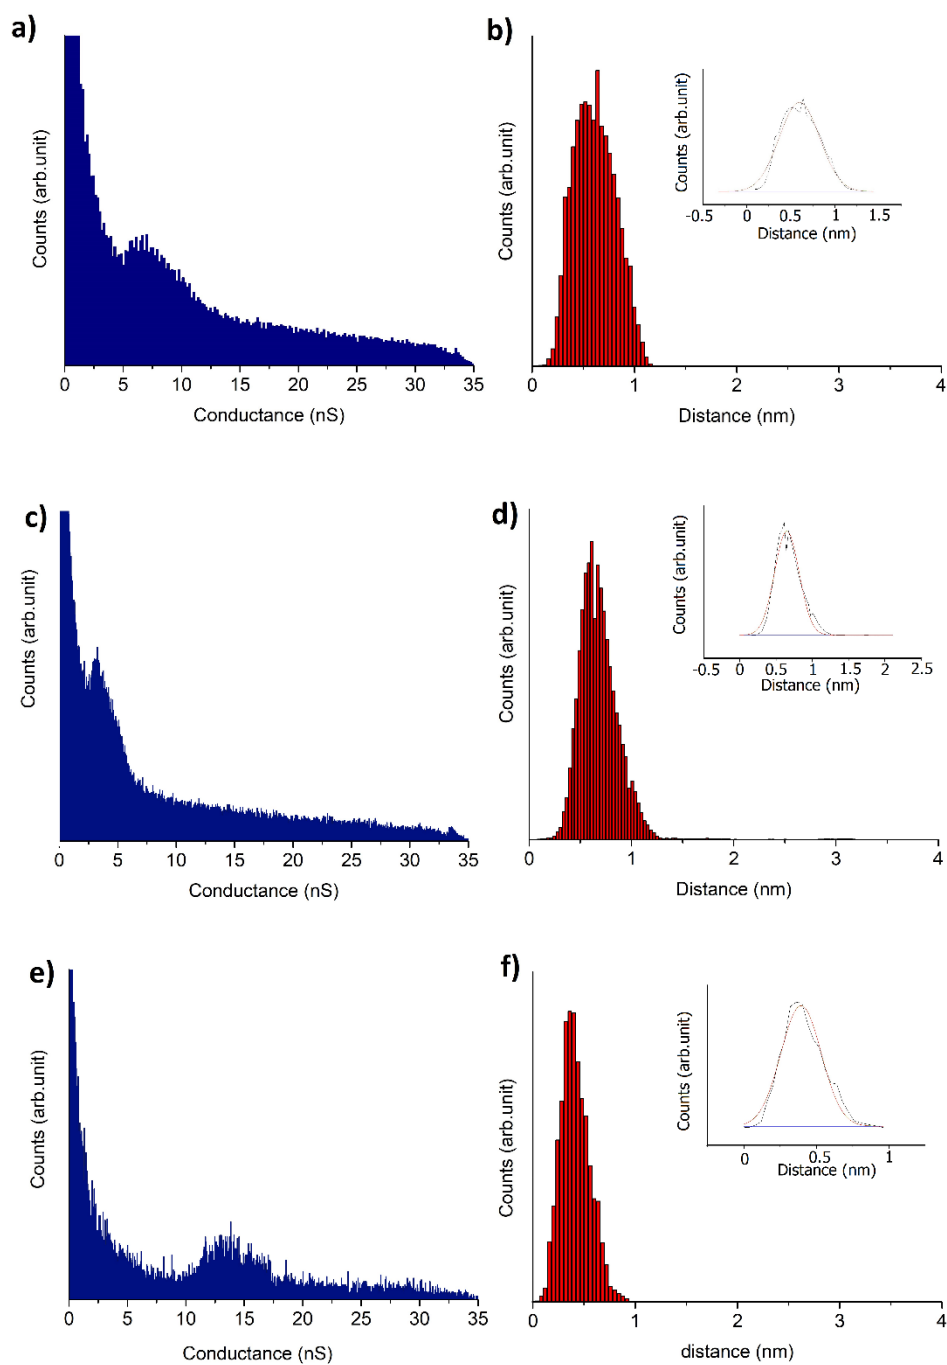 a)
Counts (arb.unit)
0 5 10 15 20 25 30 35
Conductance (nS)
b)
Counts (arb.unit)
0 1 2 3 4
Distance (nm)
Counts (arb.unit)
-0.5 0 0.5 1 1.5
Distance (nm)
c)
Counts (arb.unit)
0 5 10 15 20 25 30 35
Conductance (nS)
d)
Counts (arb.unit)
0 1 2 3 4
Distance (nm)
Counts (arb.unit)
-0.5 0 0.5 1 1.5 2 2.5
Distance (nm)
e)
Counts (arb.unit)
0 5 10 15 20 25 30 35
Conductance (nS)
f)
Counts (arb.unit)
0 1 2 3 4
distance (nm)
Counts (arb.unit)
0 0.5 1
Distance (nm)